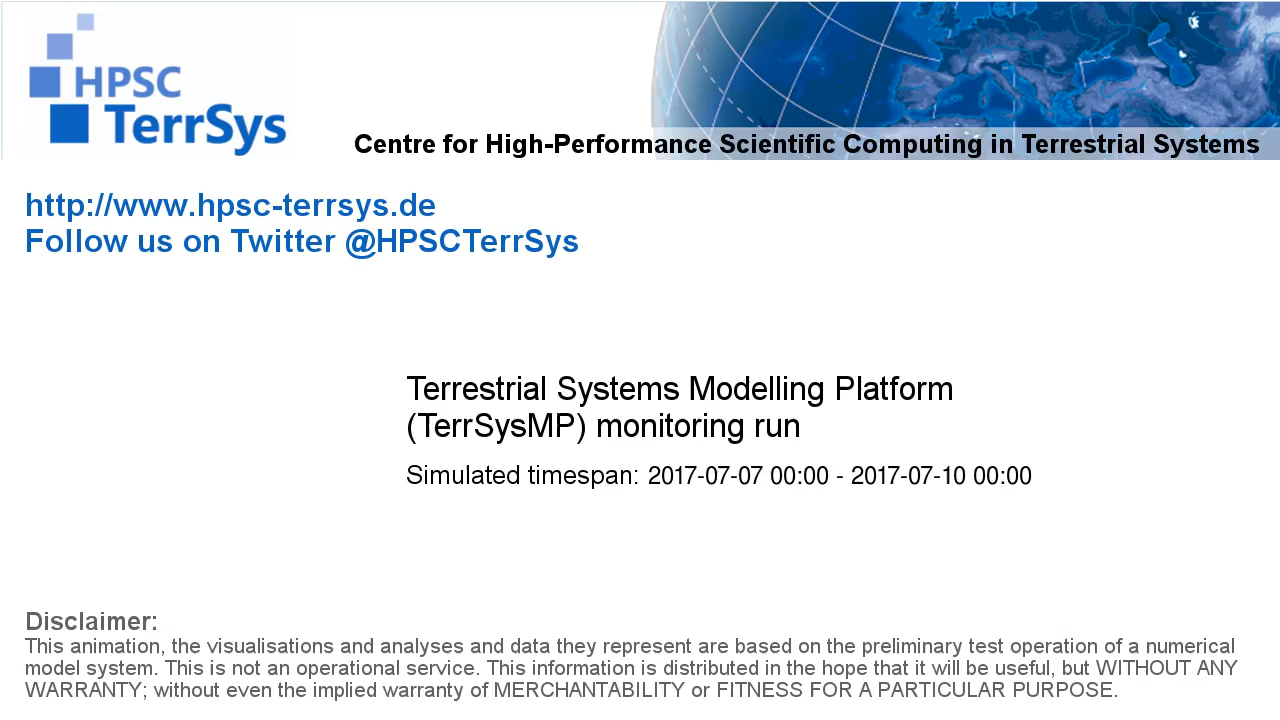 HPSC
TerrSys
Centre for High-Performance Scientific Computing in Terrestrial Systems
http://www.hpsc-terrsys.de
Follow us on Twitter @HPSCTerrSys
Terrestrial Systems Modelling Platform
(TerrSysMP) monitoring run
Simulated timespan: 2017-07-07 00:00 - 2017-07-10 00:00
Disclaimer:
This animation, the visualisations and analyses and data they represent are based on the preliminary test operation of a numerical
model system. This is not an operational service. This information is distributed in the hope that it will be useful, but WITHOUT ANY
WARRANTY; without even the implied warranty of MERCHANTABILITY or FITNESS FOR A PARTICULAR PURPOSE.